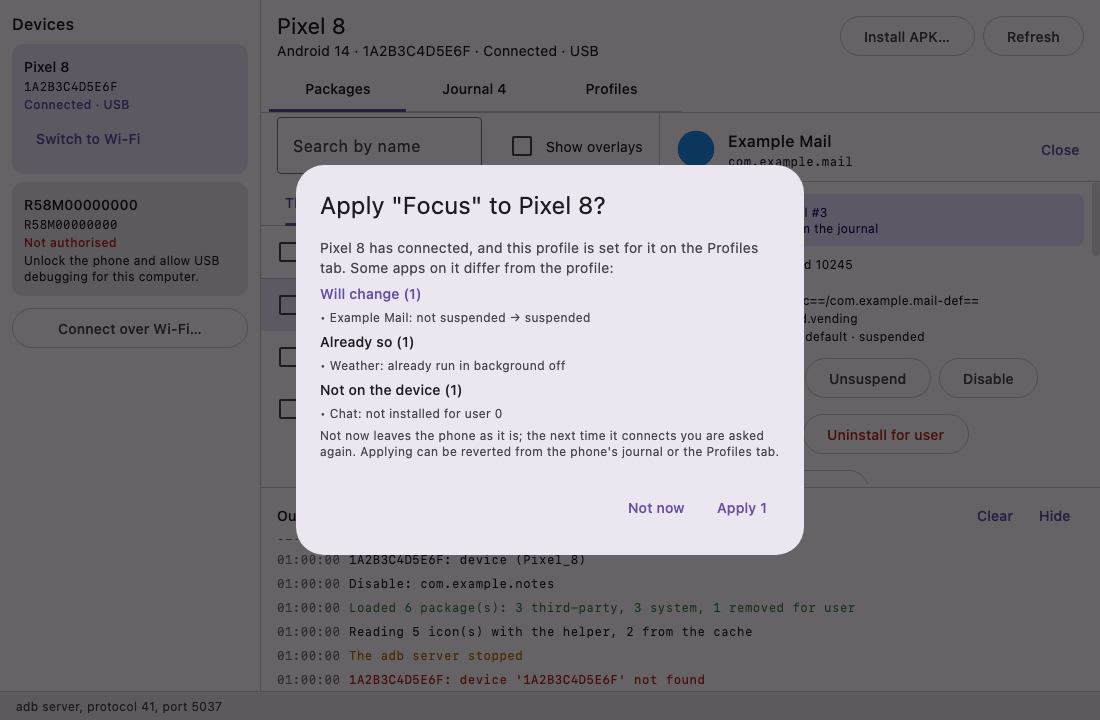 Devices
Pixel 8
1A2B3C4D5E6F
Connected · USB
Switch to Wi-Fi
R58M00000000
R58M00000000
Not authorised
Unlock the phone and allow USB
debugging for this computer.
Connect over Wi-Fi...
Pixel 8
Android 14 · 1A2B3C4D5E6F · Connected · USB
Install APK...
Refresh
Packages
Journal 4
Profiles
Search by name
Show overlays
Example Mail
com.example.mail
Close
#3
the journal
10245
c==/com.example.mail-def==
.vending
default · suspended
Unsuspend
Disable
Uninstall for user
Apply "Focus" to Pixel 8?
Pixel 8 has connected, and this profile is set for it on the Profiles
tab. Some apps on it differ from the profile:
Will change (1)
• Example Mail: not suspended → suspended
Already so (1)
• Weather: already run in background off
Not on the device (1)
• Chat: not installed for user 0
Not now leaves the phone as it is; the next time it connects you are asked
again. Applying can be reverted from the phone's journal or the Profiles tab.
Not now
Apply 1
Clear
Hide
01:00:00 1A2B3C4D5E6F: device (Pixel_8)
01:00:00 Disable: com.example.notes
01:00:00 Loaded 6 package(s): 3 third-party, 3 system, 1 removed for user
01:00:00 Reading 5 icon(s) with the helper, 2 from the cache
01:00:00 The adb server stopped
01:00:00 1A2B3C4D5E6F: device '1A2B3C4D5E6F' not found
adb server, protocol 41, port 5037